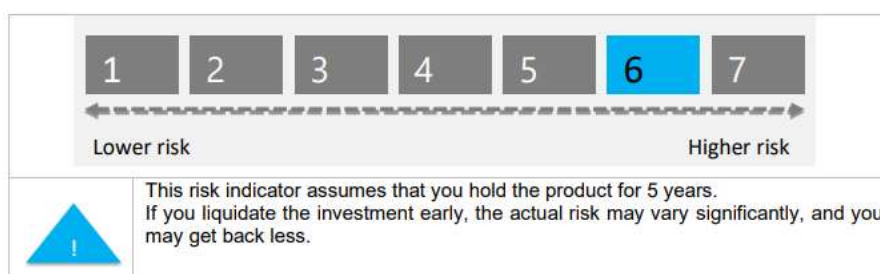 1 2 3 4 5 6 7
Lower risk Higher risk
This risk indicator assumes that you hold the product for 5 years.
If you liquidate the investment early, the actual risk may vary significantly, and you
may get back less.
!